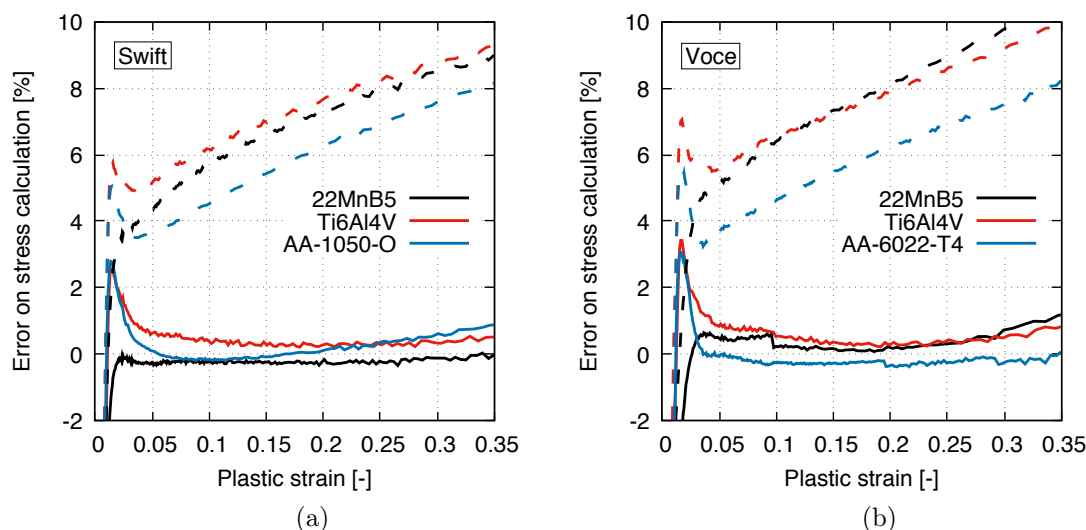 Error on stress calculation [%]
10
8
6
4
2
0
-2
Swift
22MnB5
Ti6Al4V
AA-1050-O
0 0.05 0.1 0.15 0.2 0.25 0.3 0.35
Plastic strain [-]
(a)
Error on stress calculation [%]
10
8
6
4
2
0
-2
Voce
22MnB5
Ti6Al4V
AA-6022-T4
0 0.05 0.1 0.15 0.2 0.25 0.3 0.35
Plastic strain [-]
(b)